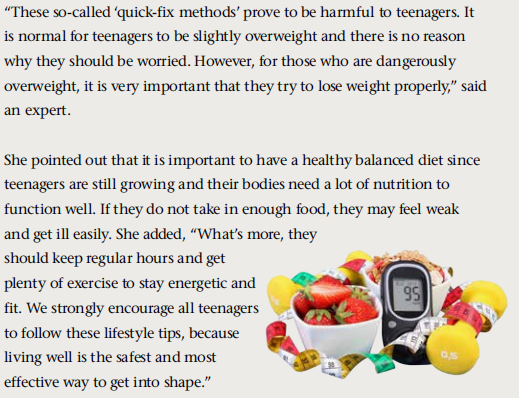 “These so-called ‘quick-fix methods’ prove to be harmful to teenagers. It
is normal for teenagers to be slightly overweight and there is no reason
why they should be worried. However, for those who are dangerously
overweight, it is very important that they try to lose weight properly,” said
an expert.
She pointed out that it is important to have a healthy balanced diet since
teenagers are still growing and their bodies need a lot of nutrition to
function well. If they do not take in enough food, they may feel weak
and get ill easily. She added, “What’s more, they
should keep regular hours and get
plenty of exercise to stay energetic and
fit. We strongly encourage all teenagers
to follow these lifestyle tips, because
living well is the safest and most
effective way to get into shape.”
95
0,5